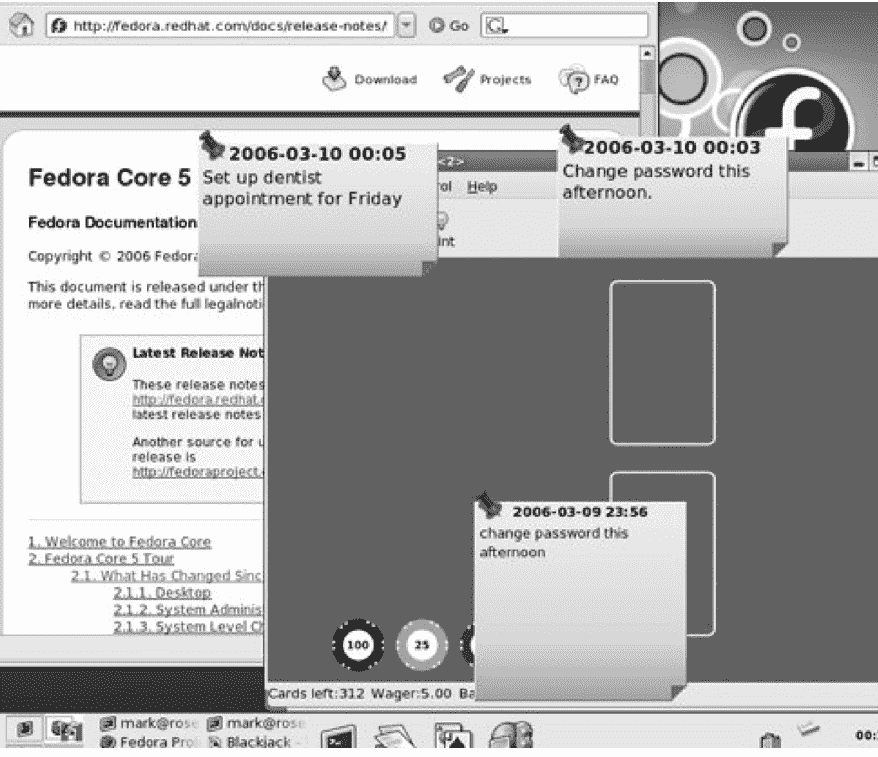 http://fedora.redhat.com/docs/release-notes/
Go
Download
Projects
FAQ
2006-03-10 00:05
Set up dentist
appointment for Friday
<2>
Help
2006-03-10 00:03
Change password this
afternoon.
Fedora Core 5
Fedora Documentation
Copyright © 2006 Fedora
This document is released under th
more details, read the full legalnoti
Latest Release Not
These release notes
http://fedora.redhat.
latest release notes
Another source for u
release is
http://fedoraproject.
1. Welcome to Fedora Core
2. Fedora Core 5 Tour
2.1. What Has Changed Sinc
2.1.1. Desktop
2.1.2. System Adminis
2.1.3. System Level Ch
2006-03-09 23:56
change password this
afternoon
100
25
Cards left:312 Wager:5.00 Ba
mark@rose
mark@rose
Fedora Proj
Blackjack -
00: